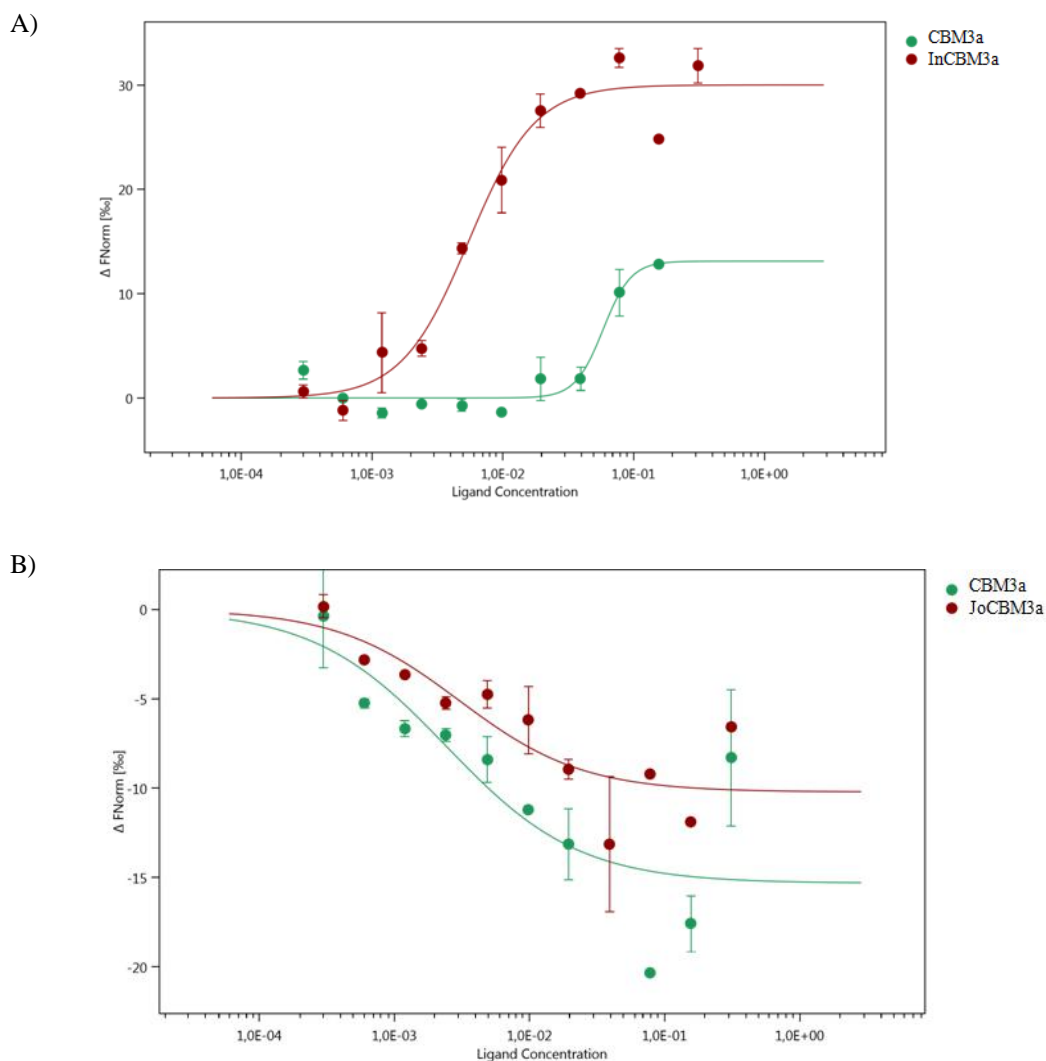 A)
CBM3a
InCBM3a
30
20
10
0
Δ FNorm [‰]
1,0E-04 1,0E-03 1,0E-02 1,0E-01 1,0E+00
Ligand Concentration
B)
CBM3a
JoCBM3a
0
-5
-10
-15
-20
Δ FNorm [‰]
1,0E-04 1,0E-03 1,0E-02 1,0E-01 1,0E+00
Ligand Concentration